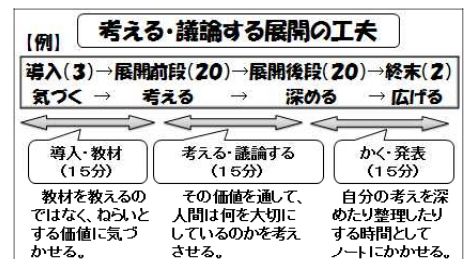 考える・議論する展開の工夫
【例】
導入(3)→展開前段(20)→展開後段(20)→終末(2)
気づく → 考える → 深める → 広げる
導入・教材
(15分)
考える・議論する
(15分)
かく・発表
(15分)
教材を教えるの
ではなく、ねらいと
する価値に気づ
かせる。
その価値を通して、
人間は何を大切に
しているのかを考え
させる。
自分の考えを深
めたり整理したり
する時間として
ノートにかかせる。